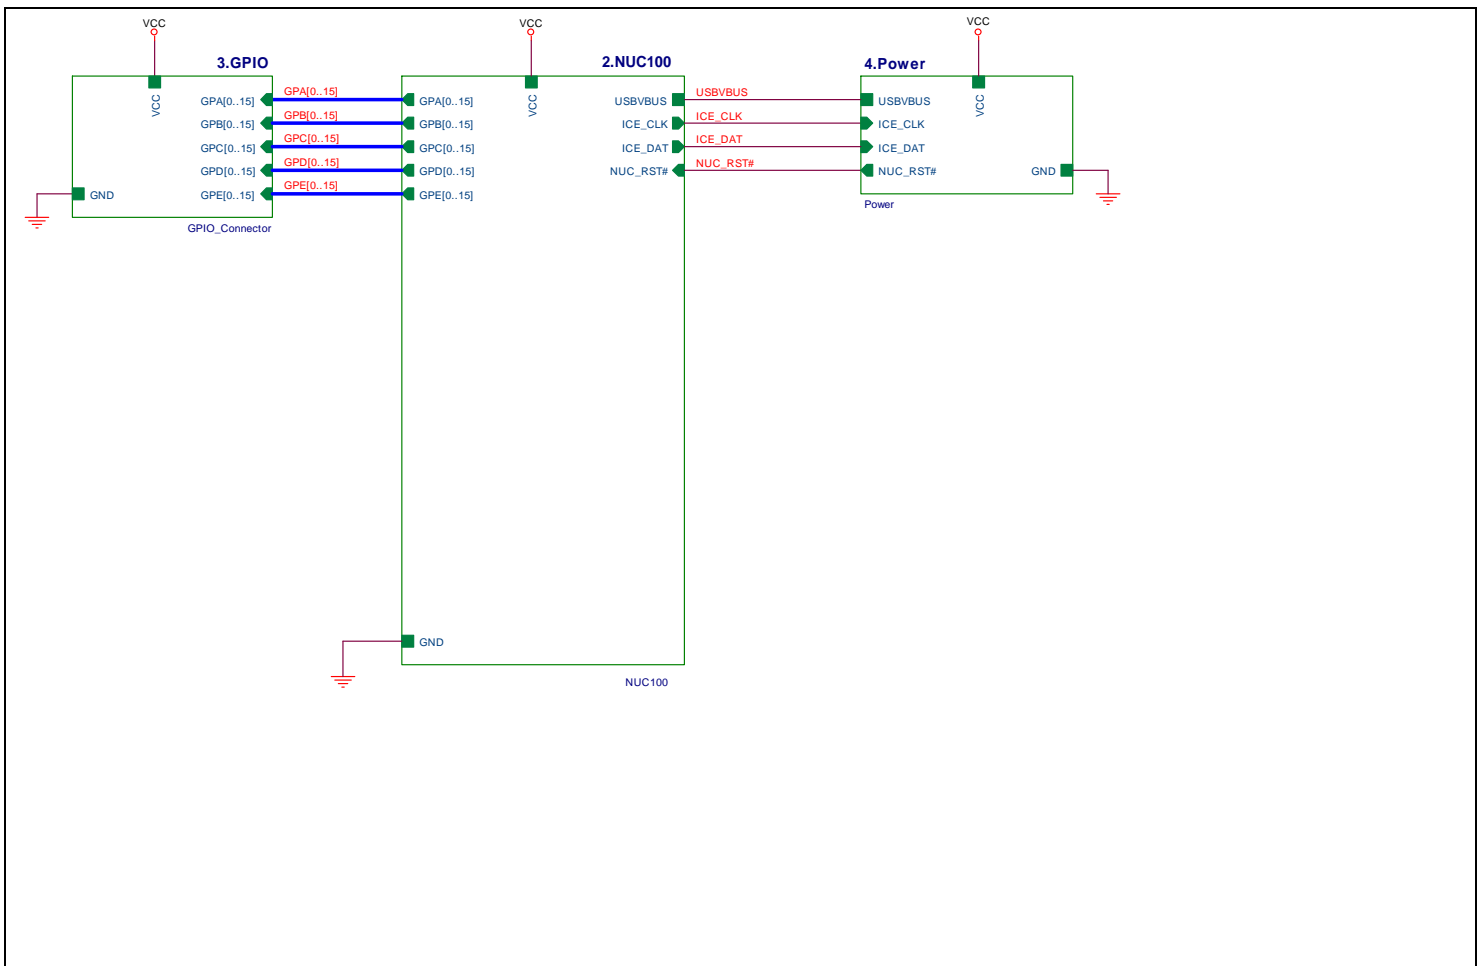 VCC
VCC
VCC
3.GPIO
2.NUC100
4.Power
VCC
GPA[0..15]
GPB[0..15]
GPC[0..15]
GPD[0..15]
GPE[0..15]
GND
GPIO_Connector
GPA[0..15]
GPB[0..15]
GPC[0..15]
GPD[0..15]
GPE[0..15]
GPA[0..15]
GPB[0..15]
GPC[0..15]
GPD[0..15]
GPE[0..15]
VCC
USBVBUS
ICE_CLK
ICE_DAT
NUC_RST#
GND
NUC100
USBVBUS
ICE_CLK
ICE_DAT
NUC_RST#
USBVBUS
ICE_CLK
ICE_DAT
NUC_RST#
VCC
GND
Power